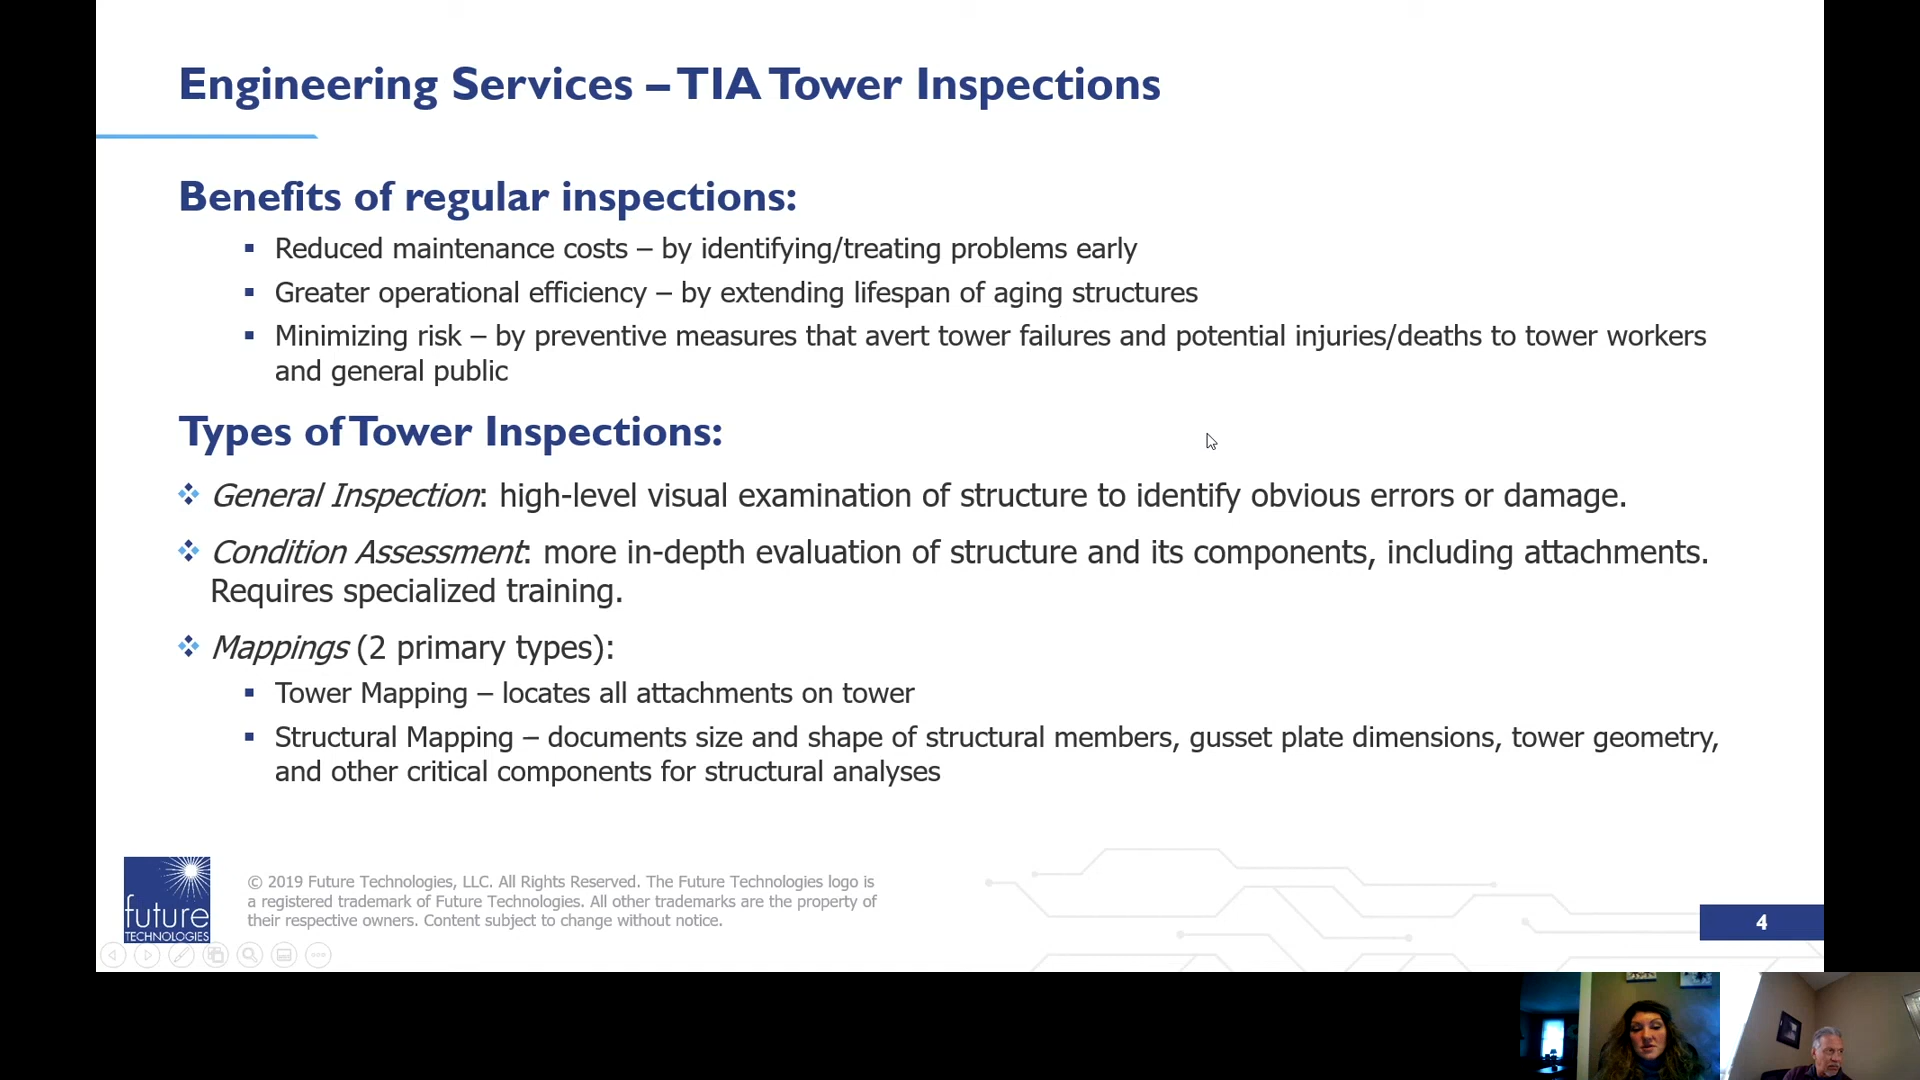 Engineering Services – TIA Tower Inspections
Benefits of regular inspections:
▪ Reduced maintenance costs – by identifying/treating problems early
▪ Greater operational efficiency – by extending lifespan of aging structures
▪ Minimizing risk – by preventive measures that avert tower failures and potential injuries/deaths to tower workers
and general public
Types of Tower Inspections:
❖ General Inspection: high-level visual examination of structure to identify obvious errors or damage.
❖ Condition Assessment: more in-depth evaluation of structure and its components, including attachments.
Requires specialized training.
❖ Mappings (2 primary types):
▪ Tower Mapping – locates all attachments on tower
▪ Structural Mapping – documents size and shape of structural members, gusset plate dimensions, tower geometry,
and other critical components for structural analyses
future
TECHNOLOGIES
© 2019 Future Technologies, LLC. All Rights Reserved. The Future Technologies logo is
a registered trademark of Future Technologies. All other trademarks are the property of
their respective owners. Content subject to change without notice.
4